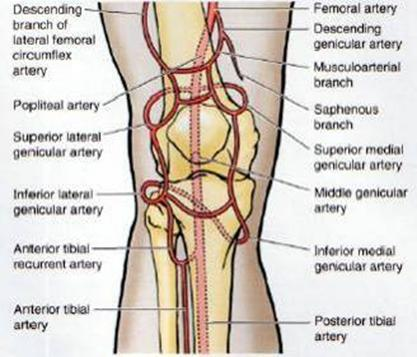 Descending
branch of
lateral femoral
circumflex
artery
Popliteal artery
Superior lateral
genicular artery
Inferior lateral
genicular artery
Anterior tibial
recurrent artery
Anterior tibial
artery
Femoral artery
Descending
genicular artery
Musculoarterial
branch
Saphenous
branch
Superior medial
genicular artery
Middle genicular
artery
Inferior medial
genicular artery
Posterior tibial
artery